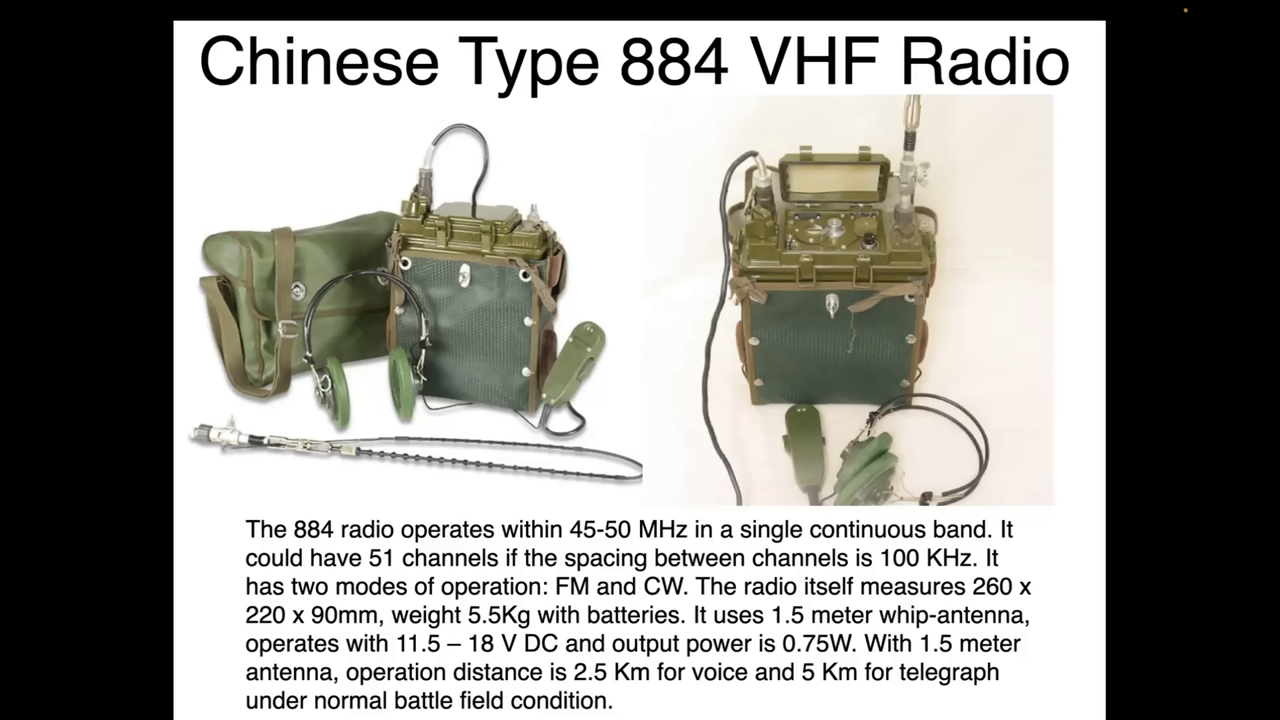 Chinese Type 884 VHF Radio
The 884 radio operates within 45-50 MHz in a single continuous band. It
could have 51 channels if the spacing between channels is 100 KHz. It
has two modes of operation: FM and CW. The radio itself measures 260 x
220 x 90mm, weight 5.5Kg with batteries. It uses 1.5 meter whip-antenna,
operates with 11.5 – 18 V DC and output power is 0.75W. With 1.5 meter
antenna, operation distance is 2.5 Km for voice and 5 Km for telegraph
under normal battle field condition.